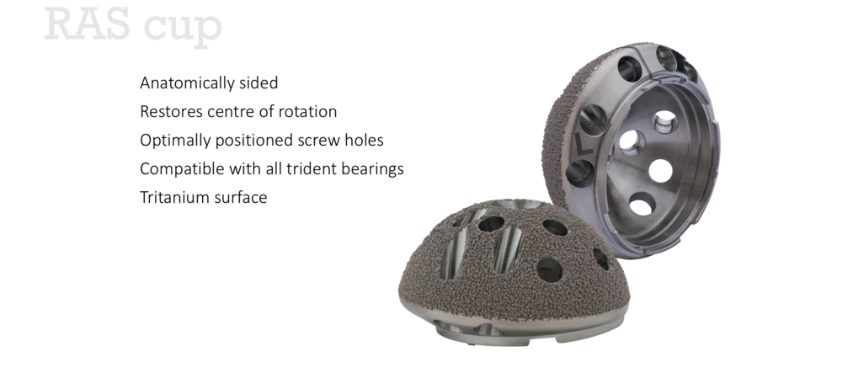 RAS cup
Anatomically sided
Restores centre of rotation
Optimally positioned screw holes
Compatible with all trident bearings
Tritanium surface